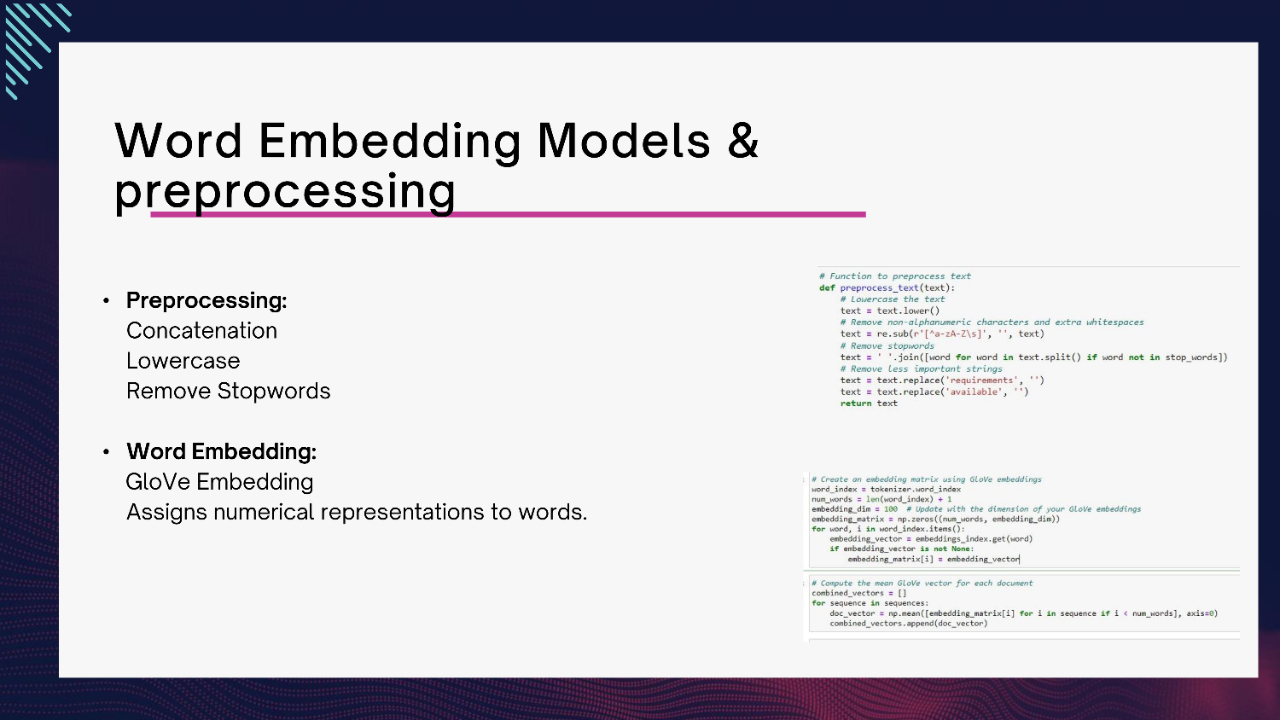 Word Embedding Models &
preprocessing
• Preprocessing:
Concatenation
Lowercase
Remove Stopwords
• Word Embedding:
GloVe Embedding
Assigns numerical representations to words.
# Function to preprocess text
def preprocess_text(text):
# Lowercase the text
text = text.lower()
# Remove non-alphanumeric characters and extra whitespaces
text = re.sub(r'[^a-zA-Z\s]', '', text)
# Remove stopwords
text = ' '.join([word for word in text.split() if word not in stop_words])
# Remove less important strings
text = text.replace('requirements', '')
text = text.replace('available', '')
return text
# Create an embedding matrix using GloVe embeddings
word_index = tokenizer.word_index
num_words = len(word_index) + 1
embedding_dim = 100  # Update with the dimension of your GloVe embeddings
embedding_matrix = np.zeros((num_words, embedding_dim))
for word, i in word_index.items():
embedding_vector = embeddings_index.get(word)
if embedding_vector is not None:
embedding_matrix[i] = embedding_vector
# Compute the mean GloVe vector for each document
combined_vectors = []
for sequence in sequences:
doc_vector = np.mean([embedding_matrix[i] for i in sequence if i < num_words], axis=0)
combined_vectors.append(doc_vector)